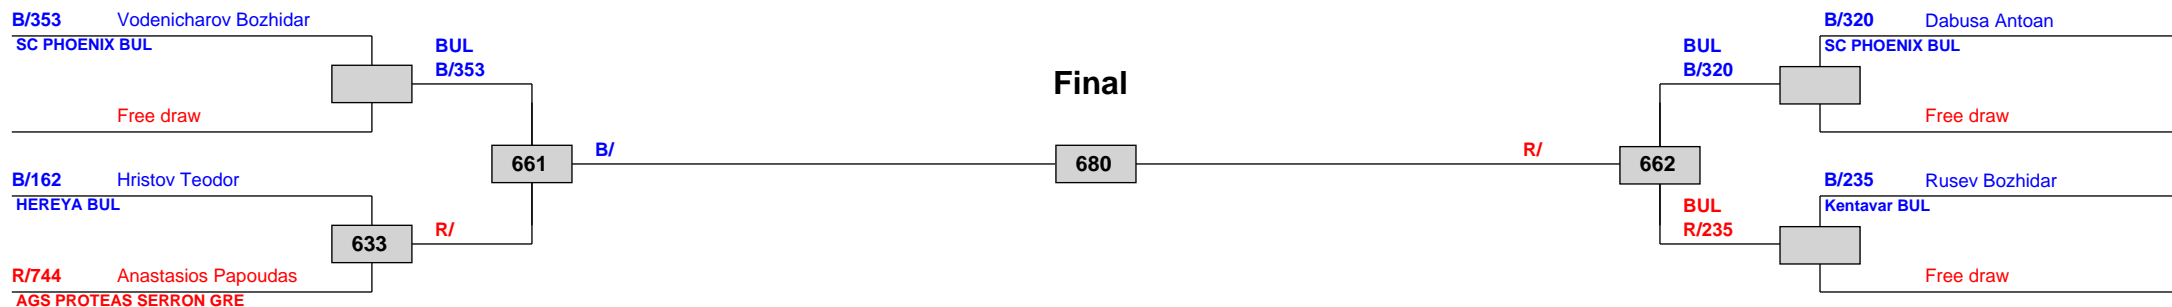 B/353 Vodenicharov Bozhidar
SC PHOENIX BUL
BUL
B/353
Free draw
B/162 Hristov Teodor
HEREYA BUL
633
R/744 Anastasios Papoudas
AGS PROTEAS SERRON GRE
R/
661
B/
Final
680
R/
662
B/320 Dabusa Antoan
SC PHOENIX BUL
BUL
B/320
Free draw
B/235 Rusev Bozhidar
Kentavar BUL
BUL
R/235
Free draw